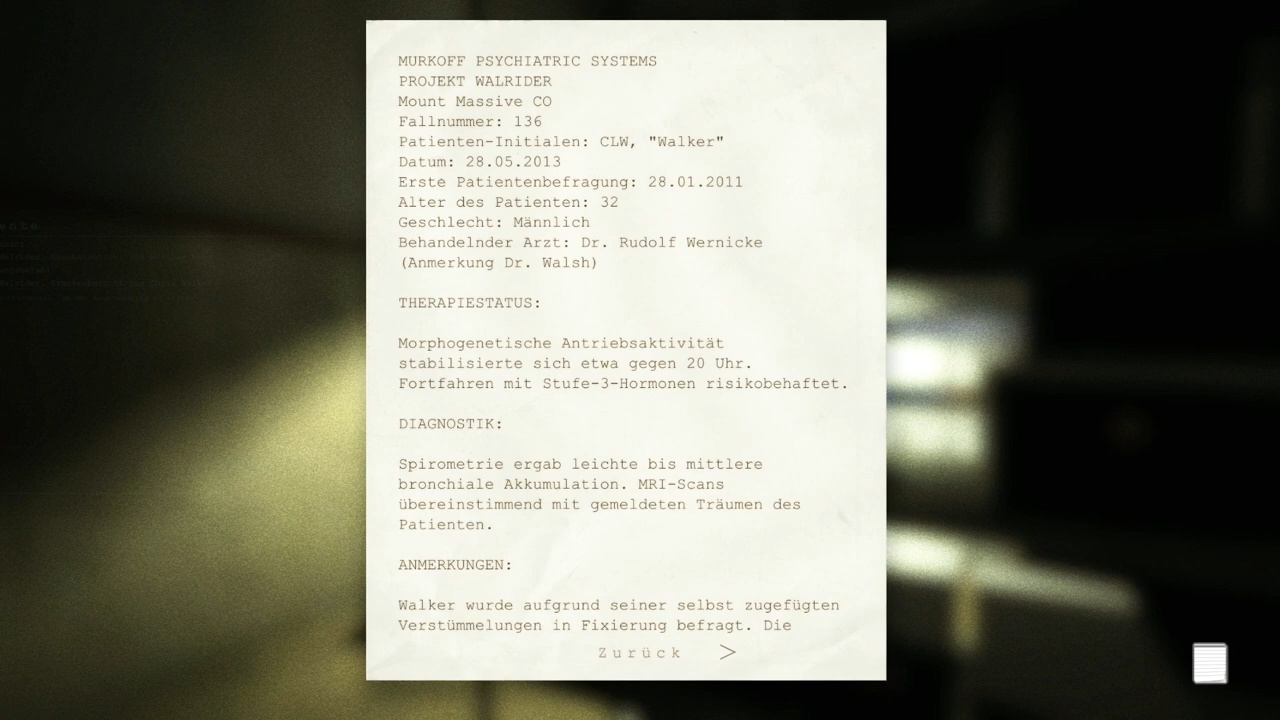 MURKOFF PSYCHIATRIC SYSTEMS
PROJEKT WALRIDER
Mount Massive CO
Fallnummer: 136
Patienten-Initialen: CLW, "Walker"
Datum: 28.05.2013
Erste Patientenbefragung: 28.01.2011
Alter des Patienten: 32
Geschlecht: Männlich
Behandelnder Arzt: Dr. Rudolf Wernicke
(Anmerkung Dr. Walsh)
THERAPIESTATUS:
Morphogenetische Antriebsaktivität
stabilisierte sich etwa gegen 20 Uhr.
Fortfahren mit Stufe-3-Hormonen risikobehaftet.
DIAGNOSTIK:
Spirometrie ergab leichte bis mittlere
bronchiale Akkumulation. MRI-Scans
übereinstimmend mit gemeldeten Träumen des
Patienten.
ANMERKUNGEN:
Walker wurde aufgrund seiner selbst zugefügten
Verstümmelungen in Fixierung befragt. Die
Zurück >